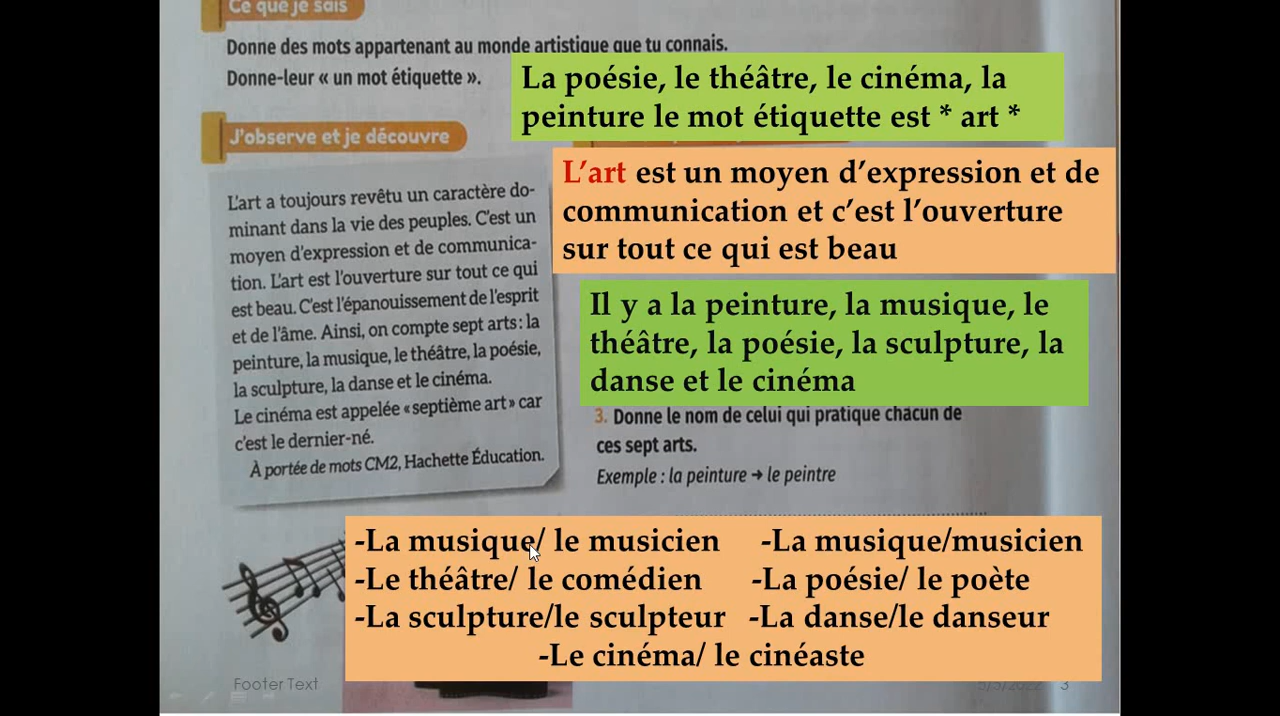 Ce que je sais
Donne des mots appartenant au monde artistique que tu connais.
Donne-leur « un mot étiquette ».
La poésie, le théâtre, le cinéma, la
peinture le mot étiquette est * art *
J'observe et je découvre
L'art a toujours revêtu un caractère do-
minant dans la vie des peuples. C'est un
moyen d'expression et de communica-
tion. L'art est l'ouverture sur tout ce qui
est beau. C'est l'épanouissement de l'esprit
et de l'âme. Ainsi, on compte sept arts : la
peinture, la musique, le théâtre, la poésie,
la sculpture, la danse et le cinéma.
Le cinéma est appelée « septième art » car
c'est le dernier-né.
À portée de mots CM2, Hachette Éducation.
L’art est un moyen d’expression et de
communication et c’est l’ouverture
sur tout ce qui est beau
Il y a la peinture, la musique, le
théâtre, la poésie, la sculpture, la
danse et le cinéma
3. Donne le nom de celui qui pratique chacun de
ces sept arts.
Exemple : la peinture → le peintre
-La musique/ le musicien -La musique/musicien
-Le théâtre/ le comédien -La poésie/ le poète
-La sculpture/le sculpteur -La danse/le danseur
-Le cinéma/ le cinéaste
Footer Text 3